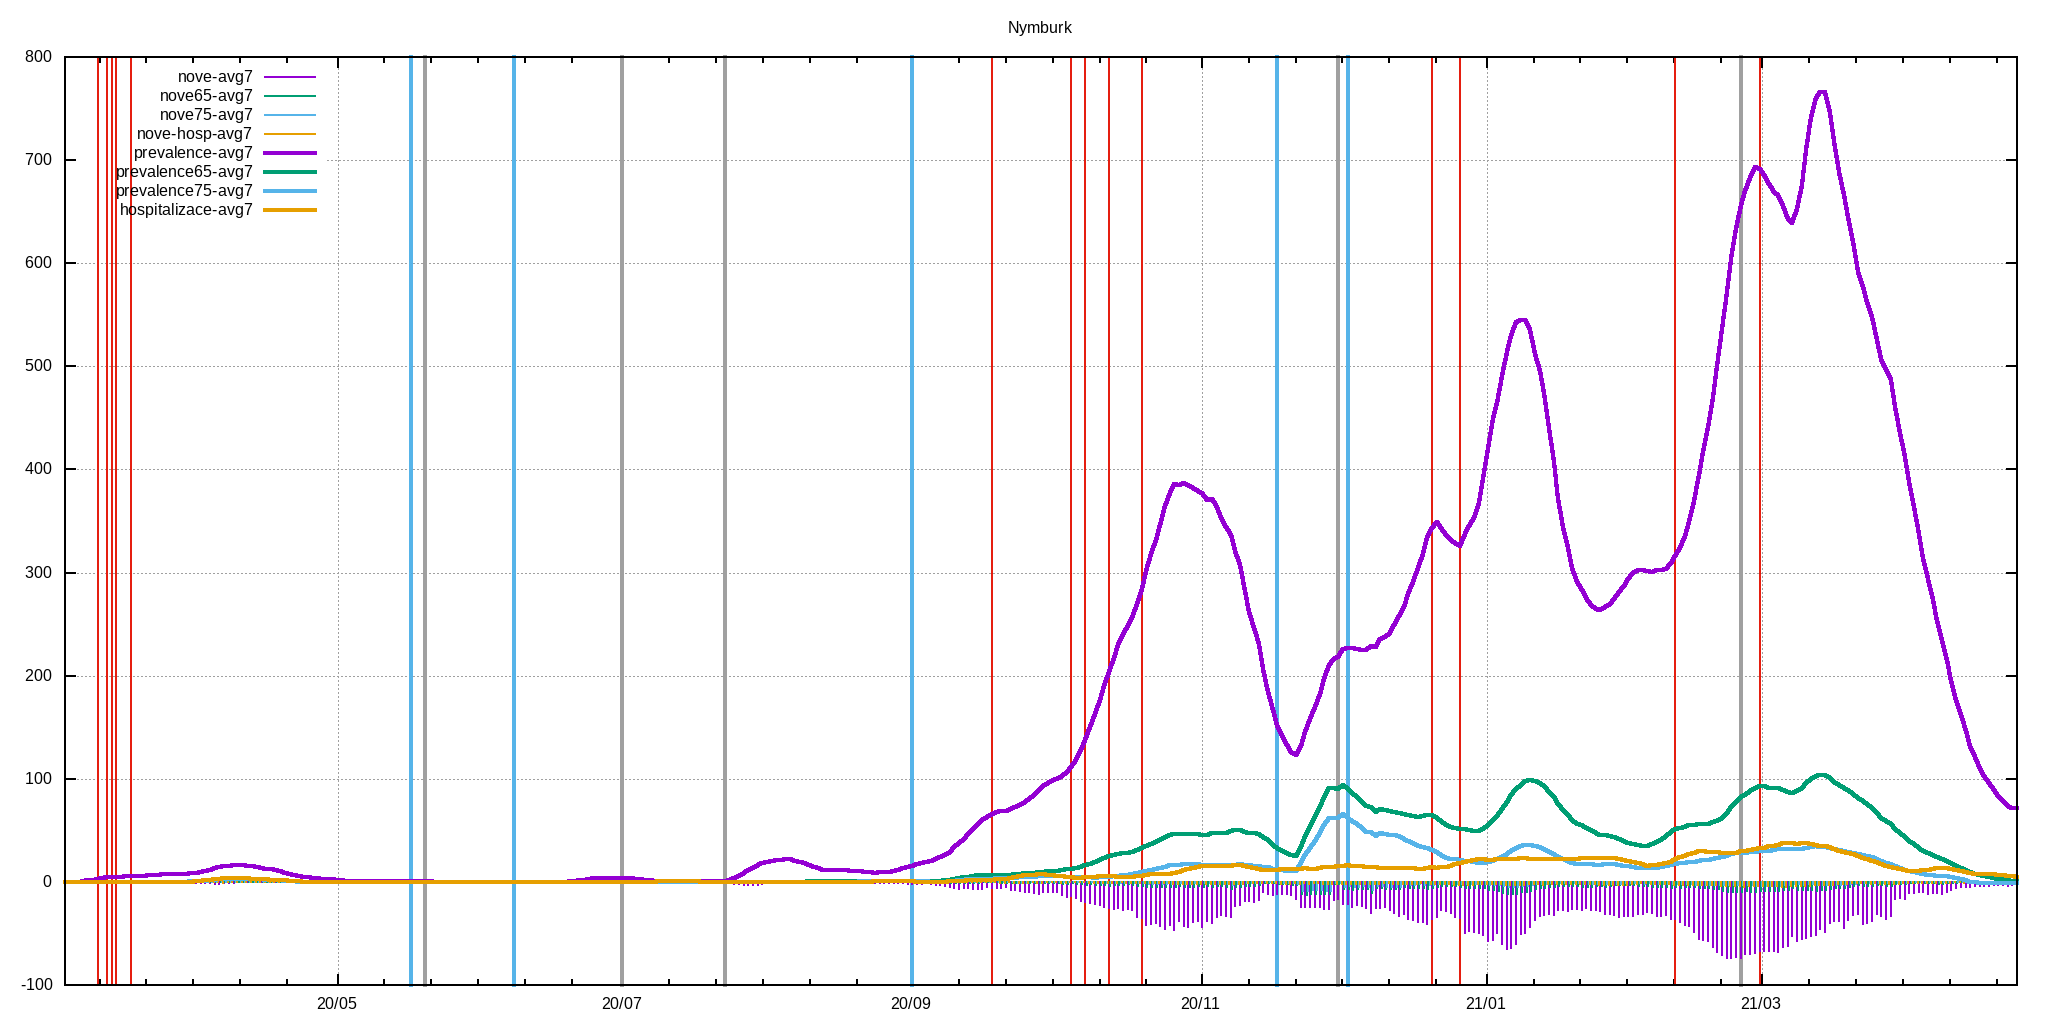 Nymburk
800
700
600
500
400
300
200
100
0
-100
nove-avg7
nove65-avg7
nove75-avg7
nove-hosp-avg7
prevalence-avg7
prevalence65-avg7
prevalence75-avg7
hospitalizace-avg7
20/05 20/07 20/09 20/11 21/01 21/03